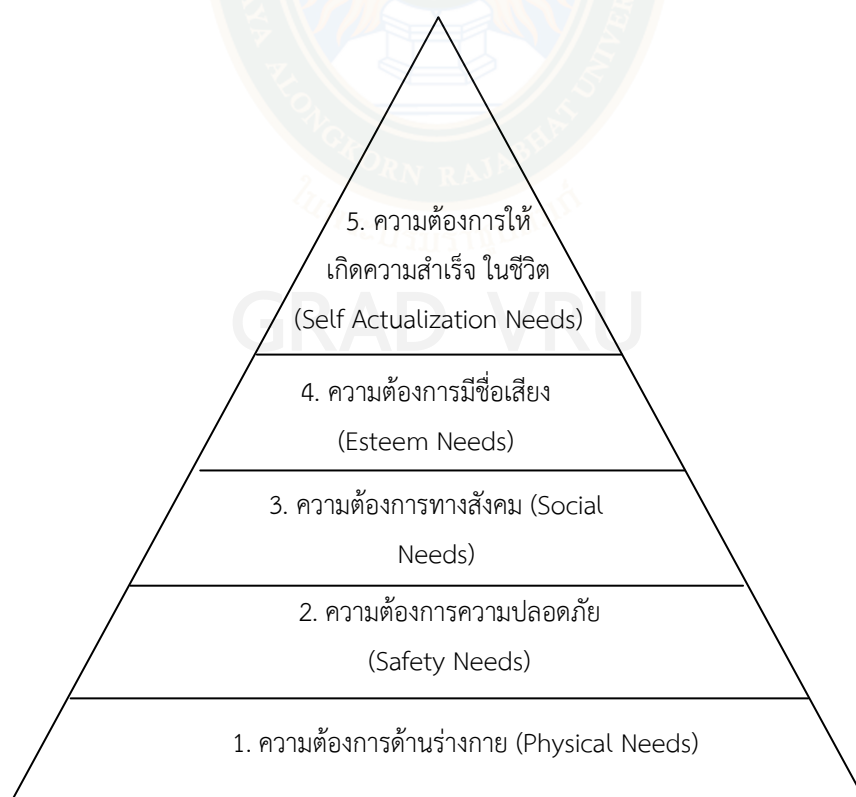 AYA ALONGKORN RAJABHAT UNIVER
5. ความต้องการให้
เกิดความสำเร็จ ในชีวิต
GRAD VRU
(Self Actualization Needs)
4. ความต้องการมีชื่อเสียง
(Esteem Needs)
3. ความต้องการทางสังคม (Social
Needs)
2. ความต้องการความปลอดภัย
(Safety Needs)
1. ความต้องการด้านร่างกาย (Physical Needs)